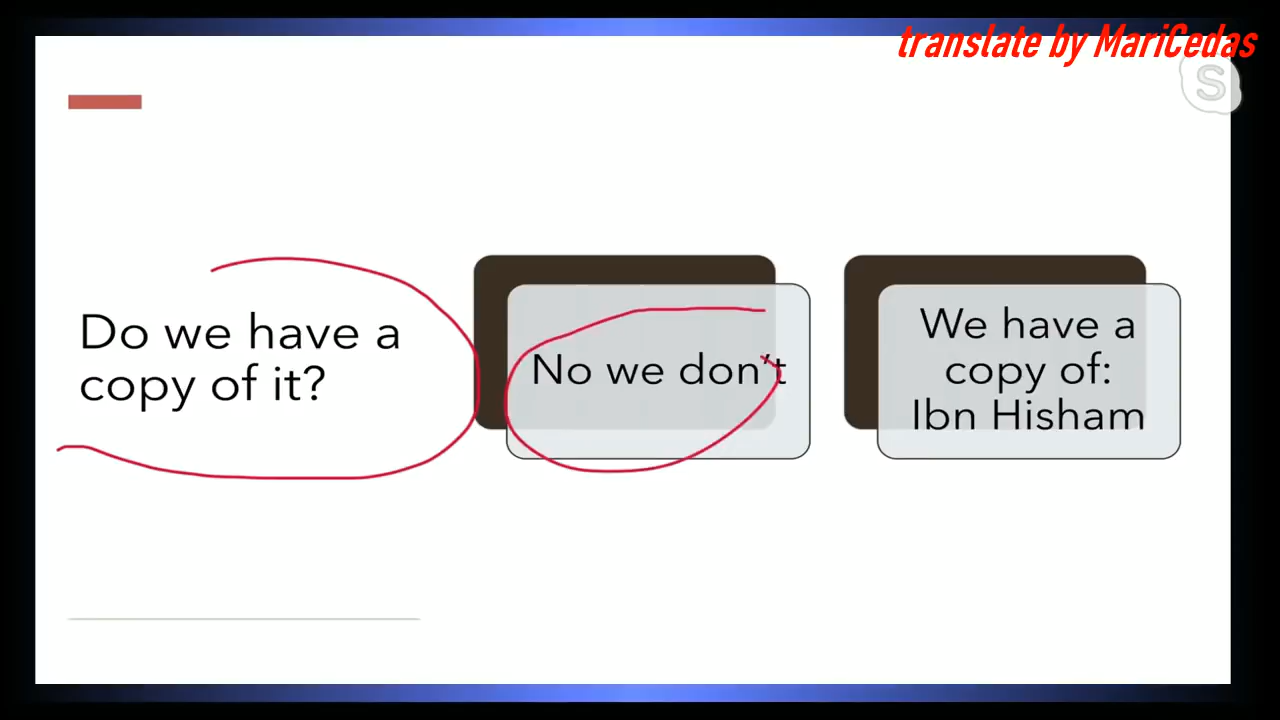 translate by MariCedas
S
Do we have a
copy of it?
No we don't
We have a
copy of:
Ibn Hisham